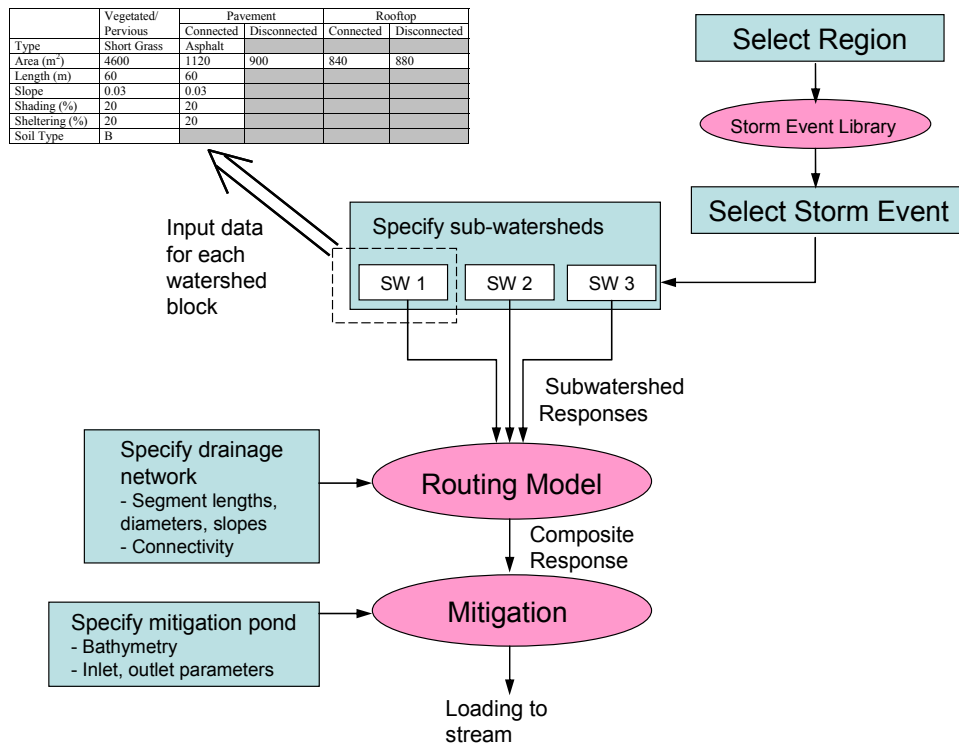 Vegetated/ Pervious Pavement Rooftop
Connected Disconnected Connected Disconnected
Type Short Grass Asphalt
Area (m²) 4600 1120 900 840 880
Length (m) 60 60
Slope 0.03 0.03
Shading (%) 20 20
Sheltering (%) 20 20
Soil Type B
Select Region
Storm Event Library
Select Storm Event
Input data
for each
watershed
block
Specify sub-watersheds
SW 1 SW 2 SW 3
Subwatershed
Responses
Specify drainage
network
- Segment lengths,
diameters, slopes
- Connectivity
Routing Model
Composite
Response
Specify mitigation pond
- Bathymetry
- Inlet, outlet parameters
Mitigation
Loading to
stream